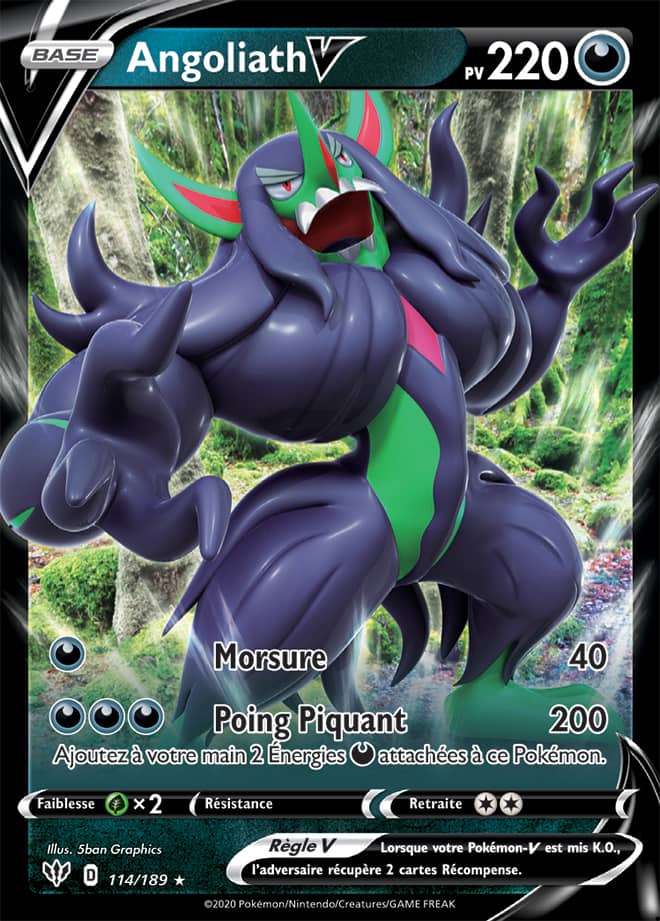 BASE
Angoliath V
PV 220
Morsure 40
Poing Piquant 200
Ajoutez à votre main 2 Énergies attachées à ce Pokémon.
Faiblesse ×2 Résistance Retraite
Illus. 5ban Graphics
Règle V Lorsque votre Pokémon-V est mis K.O.,
l'adversaire récupère 2 cartes Récompense.
D 114/189 ★
©2020 Pokémon/Nintendo/Creatures/GAME FREAK